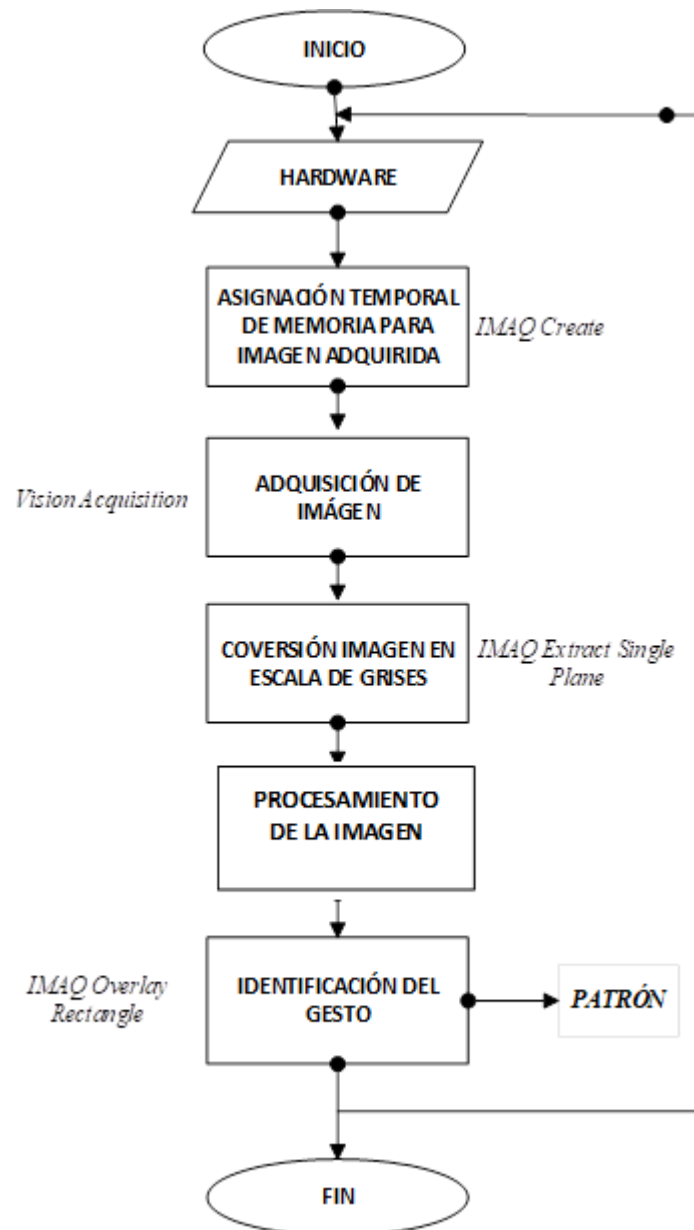 INICIO
HARDWARE
ASIGNACIÓN TEMPORAL
DE MEMORIA PARA
IMAGEN ADQUIRIDA
IMAQ Create
Vision Acquisition
ADQUISICIÓN DE
IMÁGEN
COVERSIÓN IMAGEN EN
ESCALA DE GRISES
IMAQ Extract Single
Plane
PROCESAMIENTO
DE LA IMAGEN
IMAQ Overlay
Rectangle
IDENTIFICACIÓN DEL
GESTO
PATRÓN
FIN